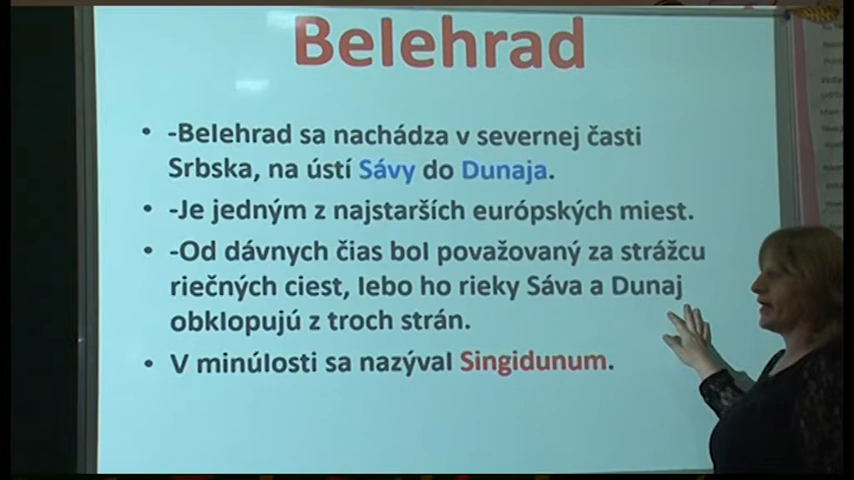 Belehrad
• -Belehrad sa nachádza v severnej časti
Srbska, na ústí Sávy do Dunaja.
• -Je jedným z najstarších európských miest.
• -Od dávnych čias bol považovaný za strážcu
riečných ciest, lebo ho rieky Sáva a Dunaj
obklopujú z troch strán.
• V minúlosti sa nazýval Singidunum.